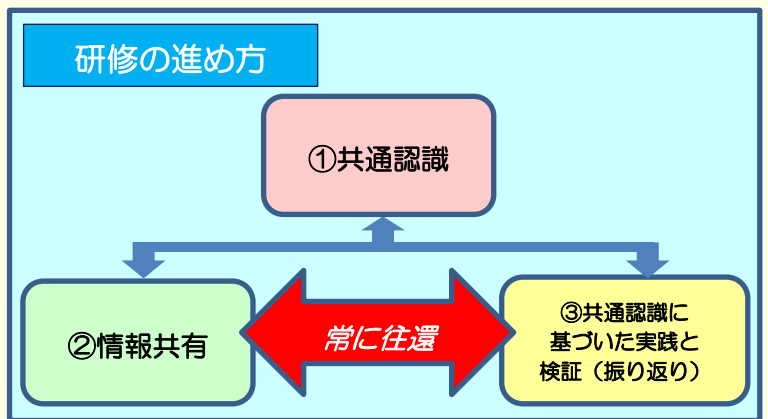 研修の進め方
①共通認識
②情報共有
常に往還
③共通認識に
基づいた実践と
検証（振り返り）